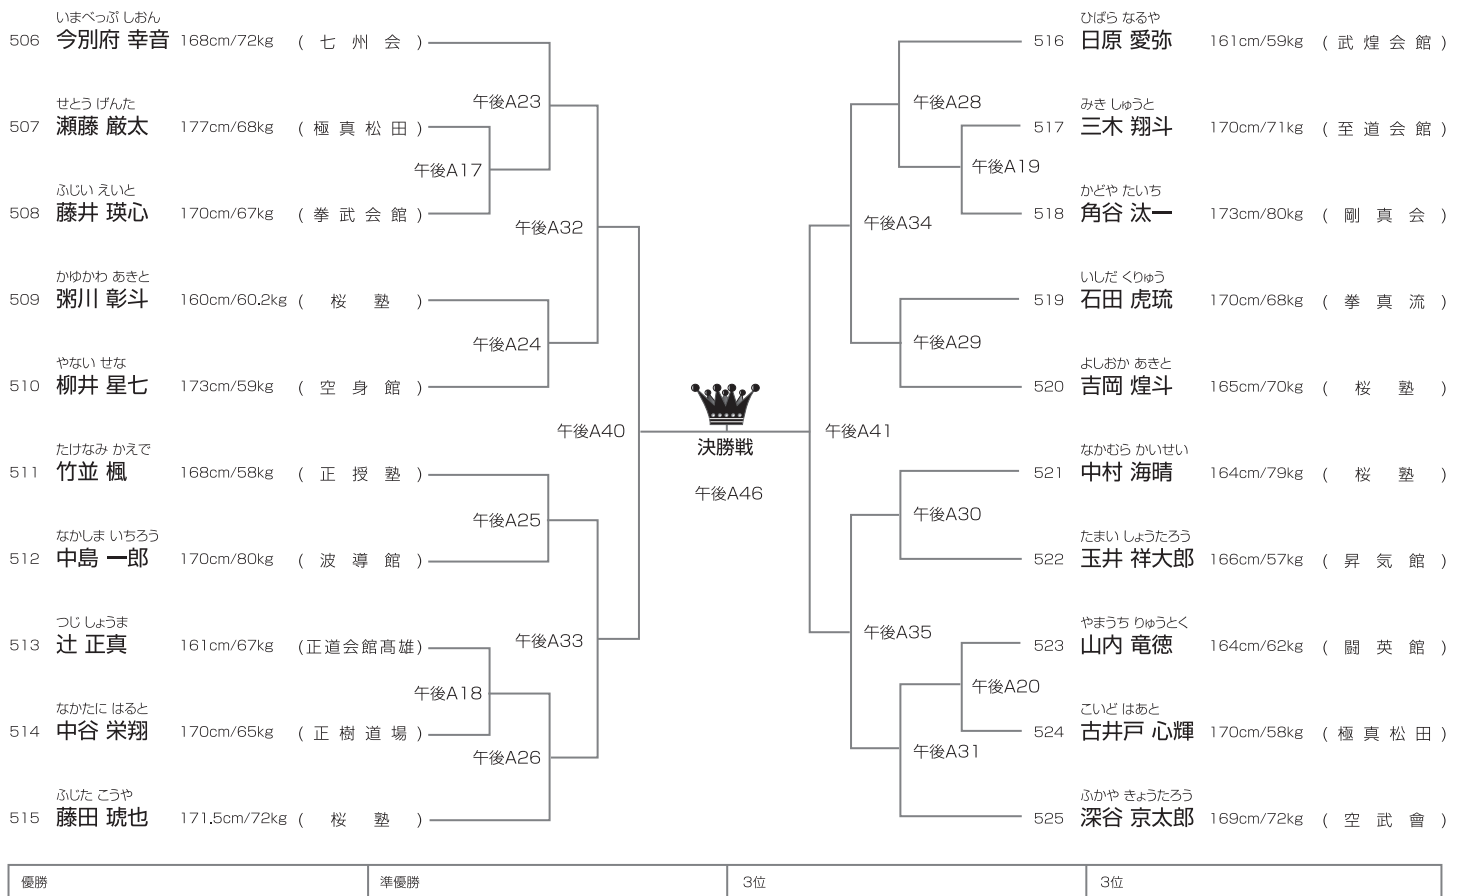 いまべっぷ しおん
506 今別府 幸音 168cm/72kg ( 七 州 会 )
せとう げんた
507 瀬藤 厳太 177cm/68kg ( 極 真 松 田 )
ふじい えいと
508 藤井 瑛心 170cm/67kg ( 拳 武 会 館 )
かゆかわ あきと
509 粥川 彰斗 160cm/60.2kg ( 桜 塾 )
やない せな
510 柳井 星七 173cm/59kg ( 空 身 館 )
たけなみ かえで
511 竹並 楓 168cm/58kg ( 正 授 塾 )
なかしま いちろう
512 中島 一郎 170cm/80kg ( 波 導 館 )
つじ しょうま
513 辻 正真 161cm/67kg (正道会館髙雄)
なかたに はると
514 中谷 栄翔 170cm/65kg ( 正 樹 道 場 )
ふじた こうや
515 藤田 琥也 171.5cm/72kg ( 桜 塾 )
午後A23
午後A17
午後A32
午後A24
午後A40
午後A25
午後A33
午後A18
午後A26
決勝戦
午後A46
午後A28
午後A19
午後A34
午後A29
午後A41
午後A30
午後A35
午後A20
午後A31
ひばら なるや
516 日原 愛弥 161cm/59kg ( 武 煌 会 館 )
みき しゅうと
517 三木 翔斗 170cm/71kg ( 至 道 会 館 )
かどや たいち
518 角谷 汰一 173cm/80kg ( 剛 真 会 )
いしだ くりゅう
519 石田 虎琉 170cm/68kg ( 拳 真 流 )
よしおか あきと
520 吉岡 煌斗 165cm/70kg ( 桜 塾 )
なかむら かいせい
521 中村 海晴 164cm/79kg ( 桜 塾 )
たまい しょうたろう
522 玉井 祥大郎 166cm/57kg ( 昇 気 館 )
やまうち りゅうとく
523 山内 竜徳 164cm/62kg ( 闘 英 館 )
こいど はあと
524 古井戸 心輝 170cm/58kg ( 極 真 松 田 )
ふかや きょうたろう
525 深谷 京太郎 169cm/72kg ( 空 武 會 )
優勝 準優勝 3位 3位